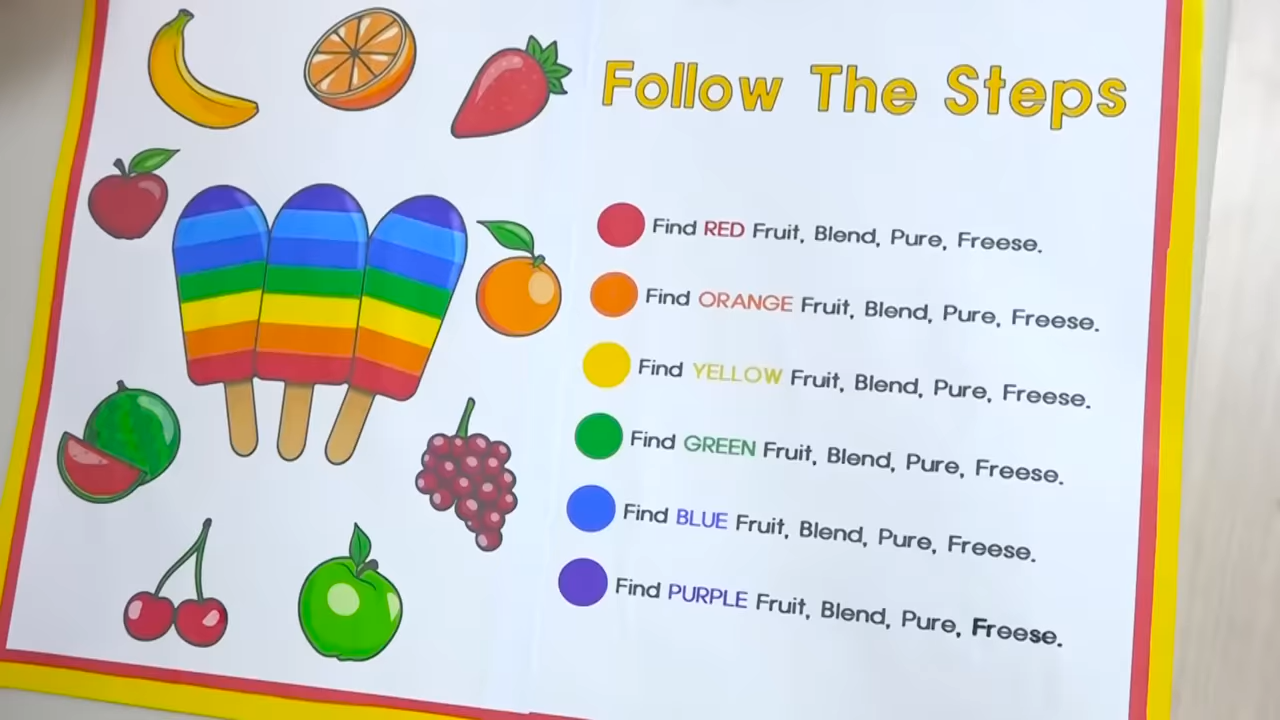 Follow The Steps
Find RED Fruit, Blend, Pure, Freese.
Find ORANGE Fruit, Blend, Pure, Freese.
Find YELLOW Fruit, Blend, Pure, Freese.
Find GREEN Fruit, Blend, Pure, Freese.
Find BLUE Fruit, Blend, Pure, Freese.
Find PURPLE Fruit, Blend, Pure, Freese.